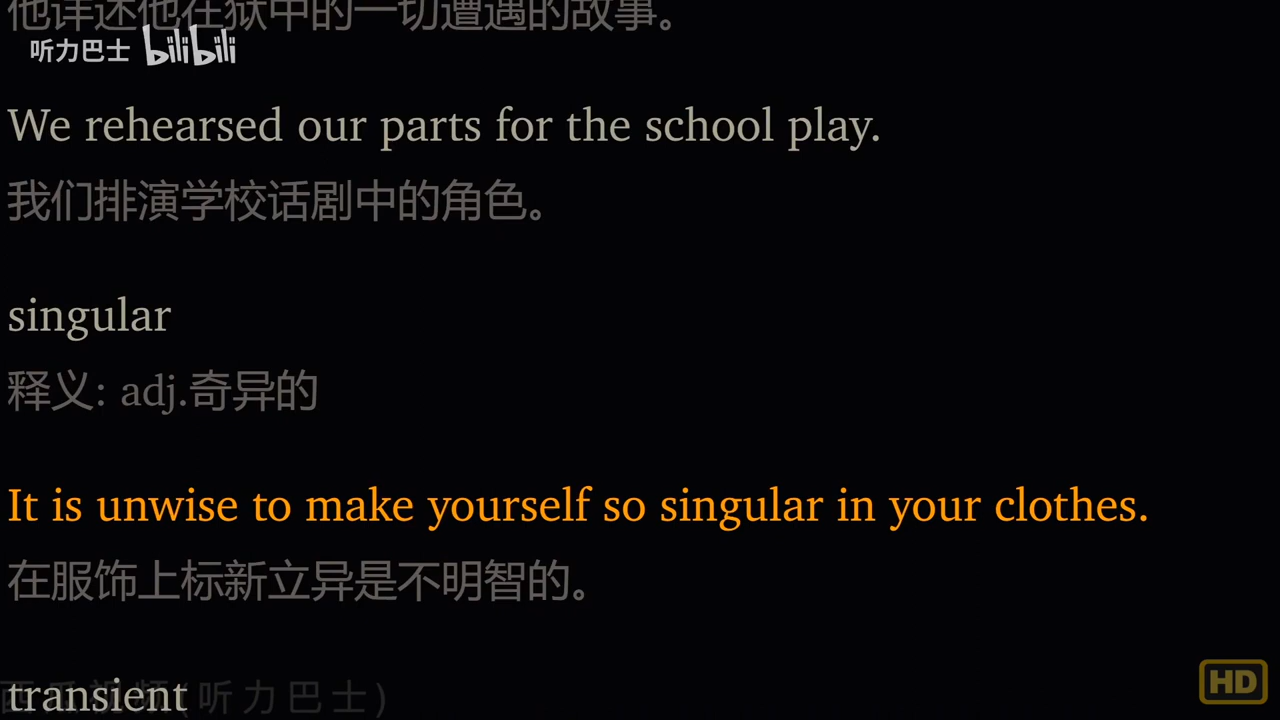 他详述他在狱中的一切遭遇的故事。
听力巴士 bilibili
We rehearsed our parts for the school play.
我们排演学校话剧中的角色。
singular
释义: adj.奇异的
It is unwise to make yourself so singular in your clothes.
在服饰上标新立异是不明智的。
transient
西瓜视频(听力巴士)
HD